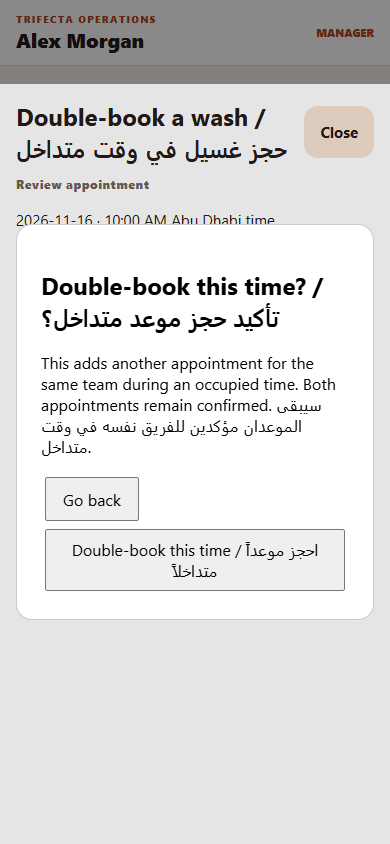 TRIFECTA OPERATIONS
Alex Morgan
MANAGER
Double-book a wash /
حجز غسيل في وقت متداخل
Close
Review appointment
2026-11-16 · 10:00 AM Abu Dhabi time
Double-book this time? /
تأكيد حجز موعد متداخل؟
This adds another appointment for the
same team during an occupied time. Both
appointments remain confirmed. سيبقى
الموعدان مؤكدين للفريق نفسه في وقت
متداخل.
Go back
Double-book this time / احجز موعداً
متداخلاً